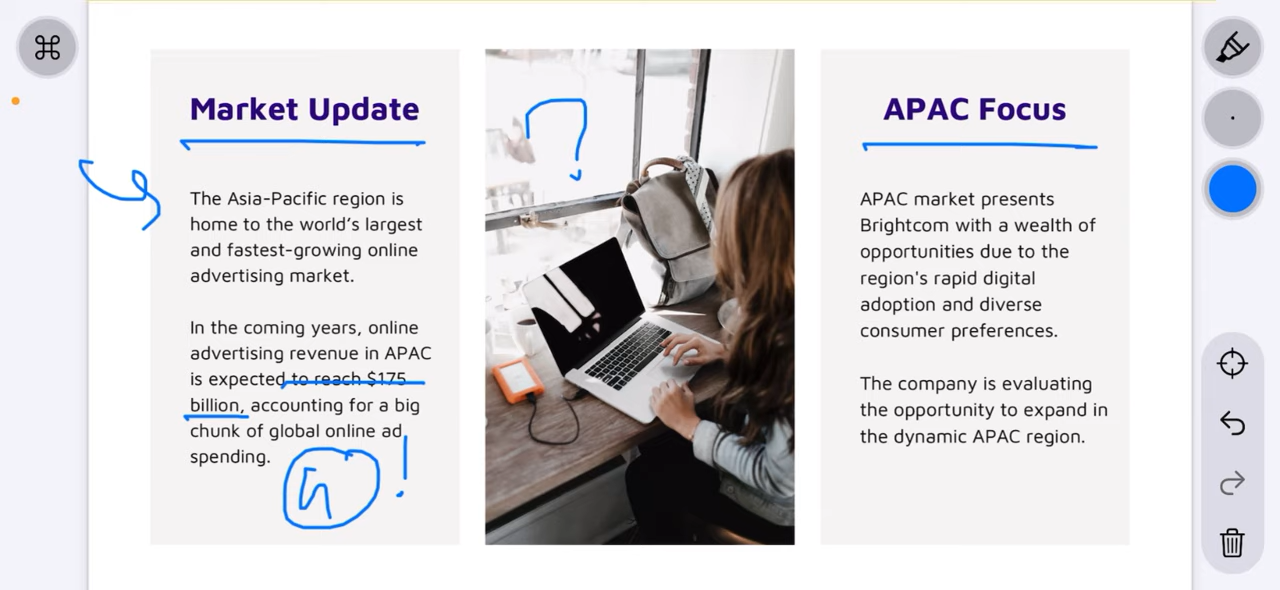 Market Update
The Asia-Pacific region is
home to the world's largest
and fastest-growing online
advertising market.
In the coming years, online
advertising revenue in APAC
is expected to reach $175
billion, accounting for a big
chunk of global online ad
spending.
!
?
APAC Focus
APAC market presents
Brightcom with a wealth of
opportunities due to the
region's rapid digital
adoption and diverse
consumer preferences.
The company is evaluating
the opportunity to expand in
the dynamic APAC region.